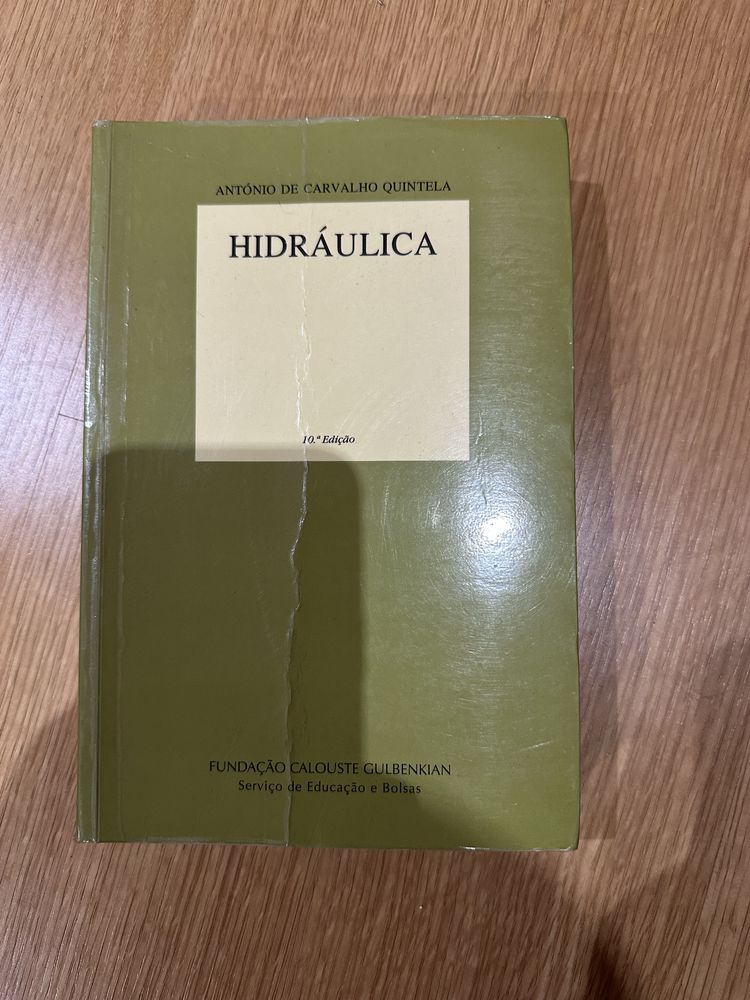 ANTÓNIO DE CARVALHO QUINTELA
HIDRÁULICA
10.ª Edição
FUNDAÇÃO CALOUSTE GULBENKIAN
Serviço de Educação e Bolsas